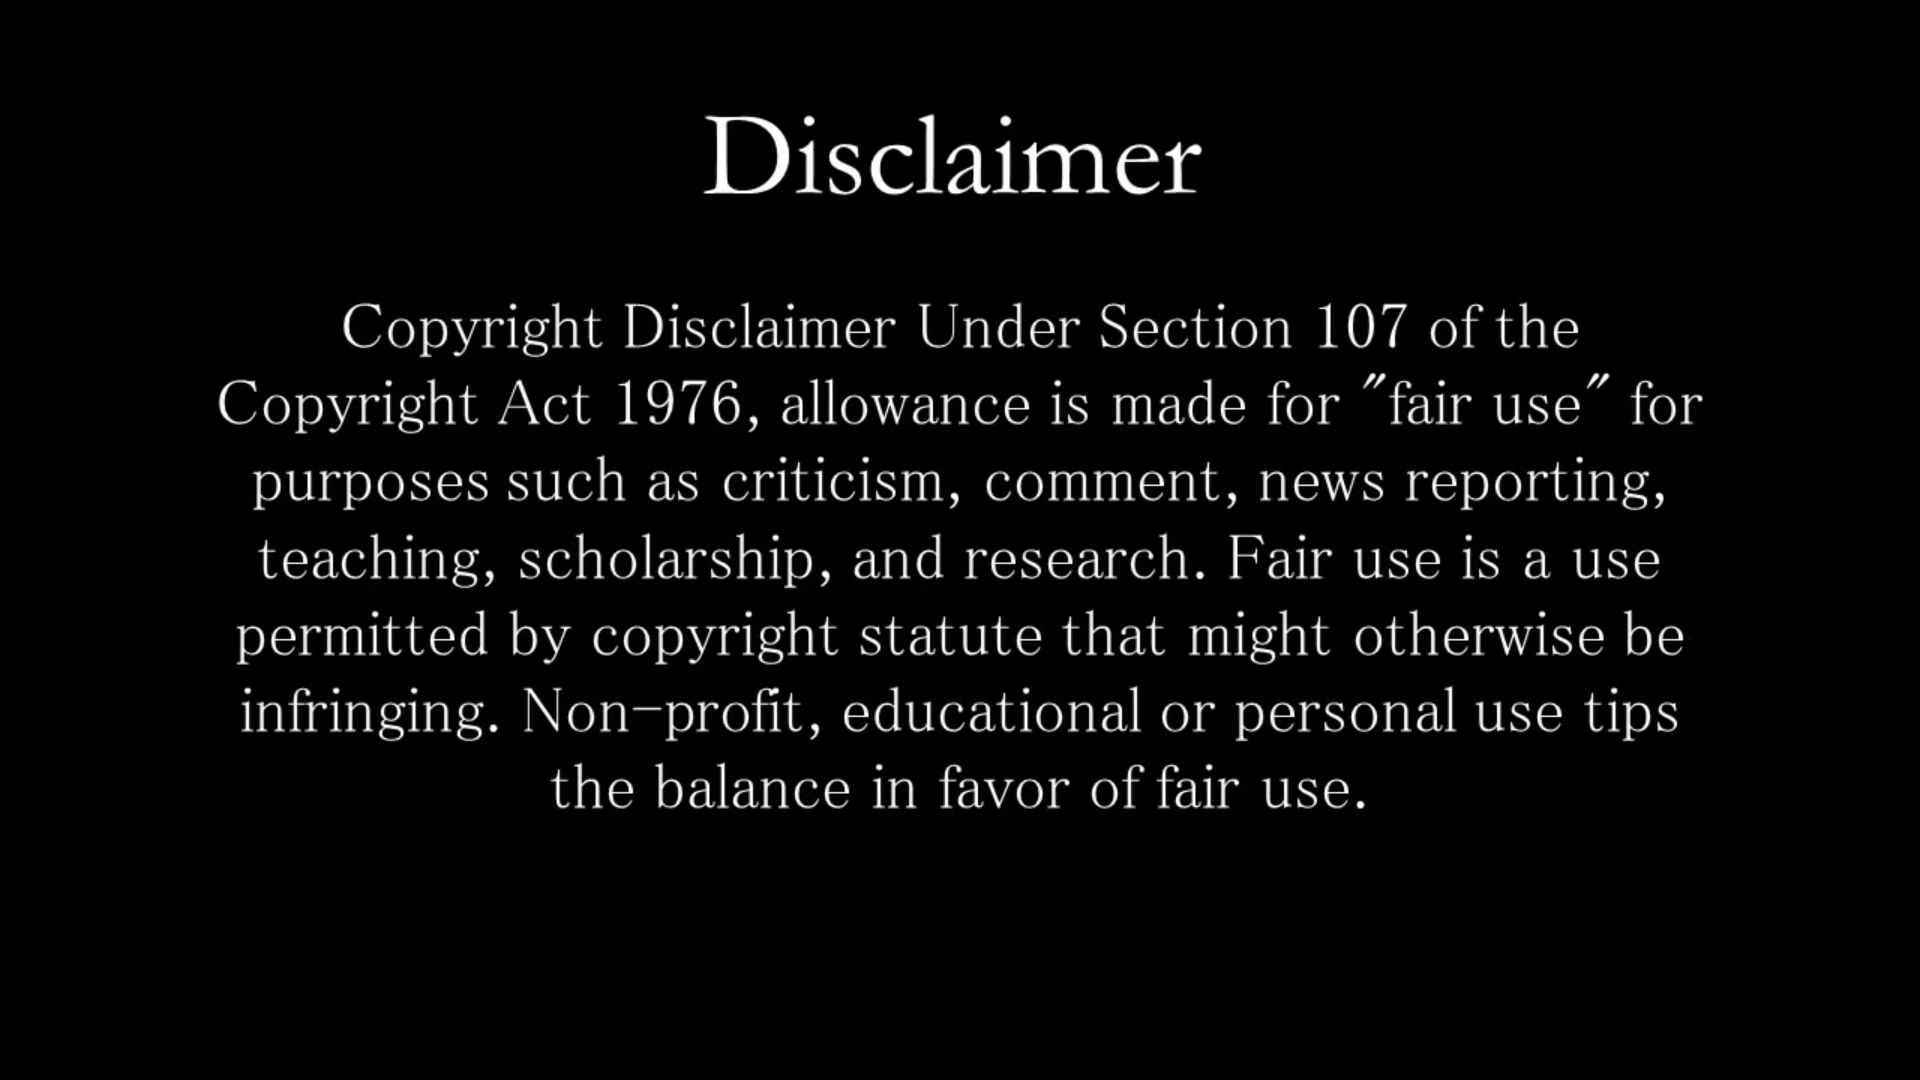 Disclaimer
Copyright Disclaimer Under Section 107 of the
Copyright Act 1976, allowance is made for "fair use" for
purposes such as criticism, comment, news reporting,
teaching, scholarship, and research. Fair use is a use
permitted by copyright statute that might otherwise be
infringing. Non-profit, educational or personal use tips
the balance in favor of fair use.